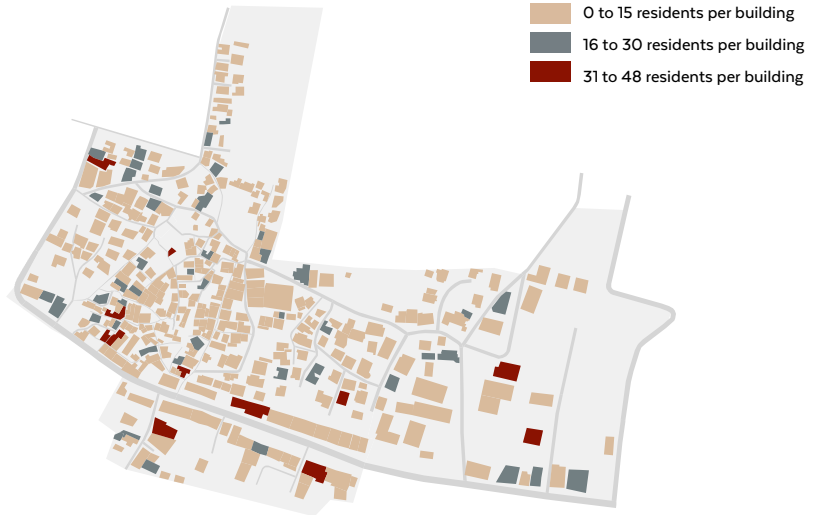 0 to 15 residents per building
16 to 30 residents per building
31 to 48 residents per building